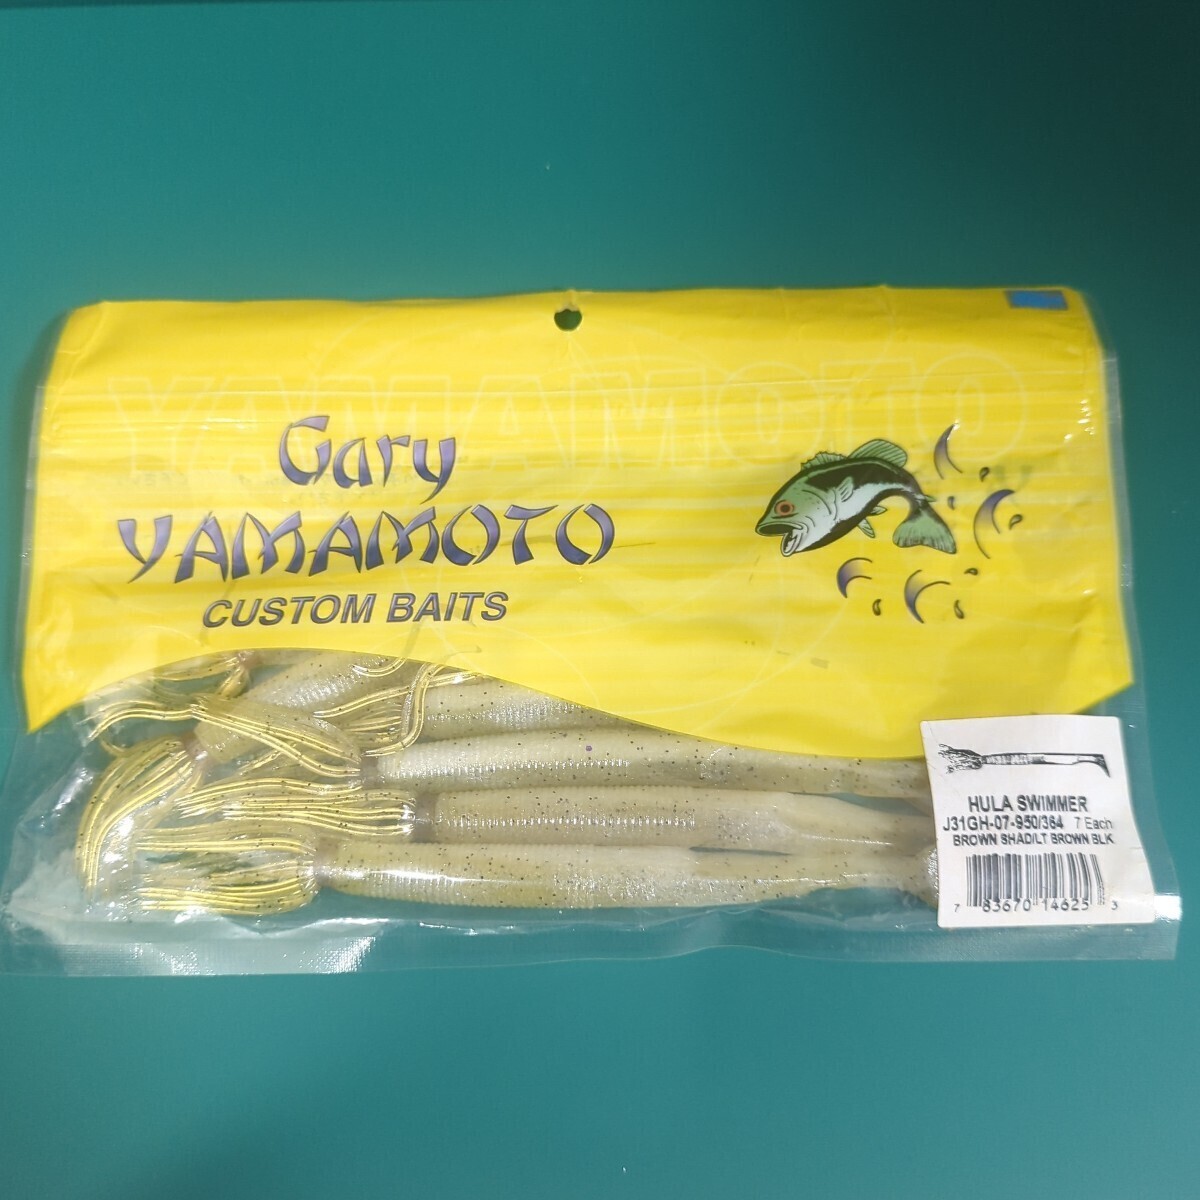 YAMAMOTO
Gary
YAMAMOTO
CUSTOM BAITS
HULA SWIMMER
J31GH-07-950/364 7 Each
BROWN SHAD/LT BROWN BLK
7 83670 14625 3